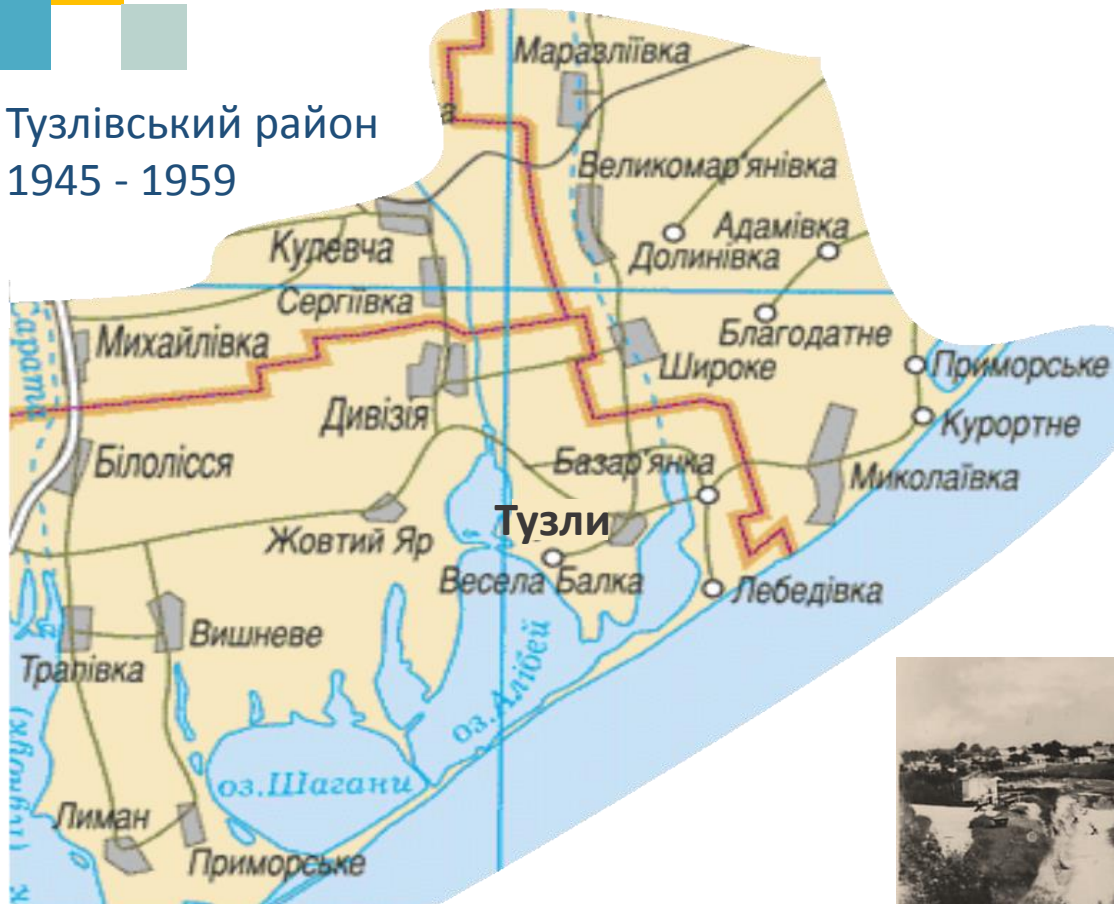 Тузлівський район
1945 - 1959
Маразліївка
Великомар'янівка
Адамівка
Долинівка
Кулевча
Сергіївка
Благодатне
Михайлівка
Широке
Приморське
Дивізія
Курортне
Білолісся
Базар'янка
Миколаївка
Тузли
Жовтий Яр
Весела Балка
Лебедівка
Вишневе
Трапівка
оз.Алібей
оз.Шагани
Лиман
Приморське